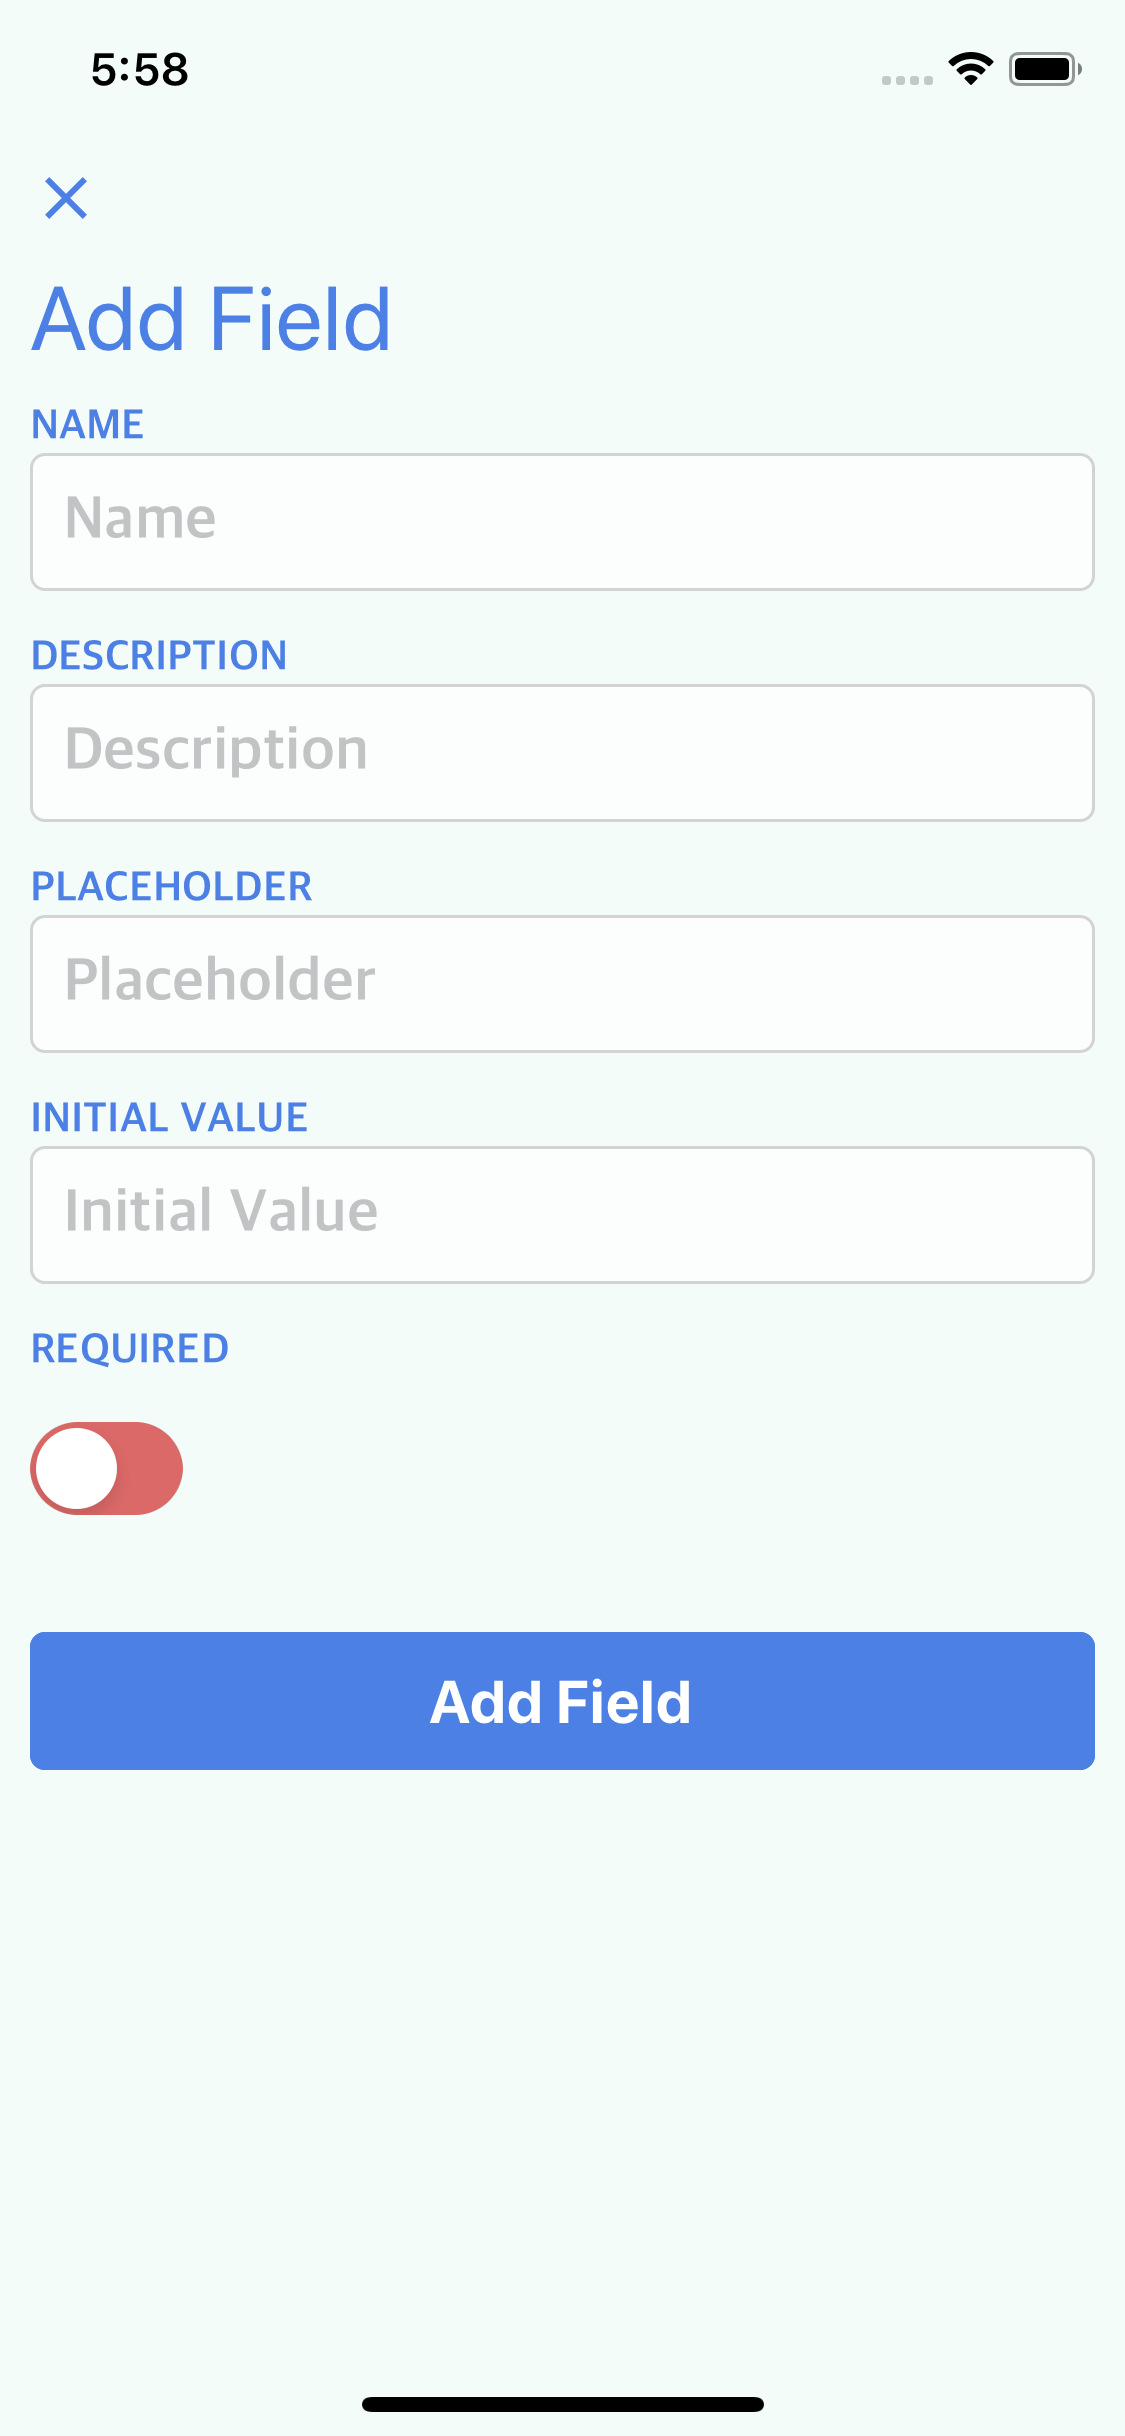 5:58
Add Field
NAME
Name
DESCRIPTION
Description
PLACEHOLDER
Placeholder
INITIAL VALUE
Initial Value
REQUIRED
Add Field